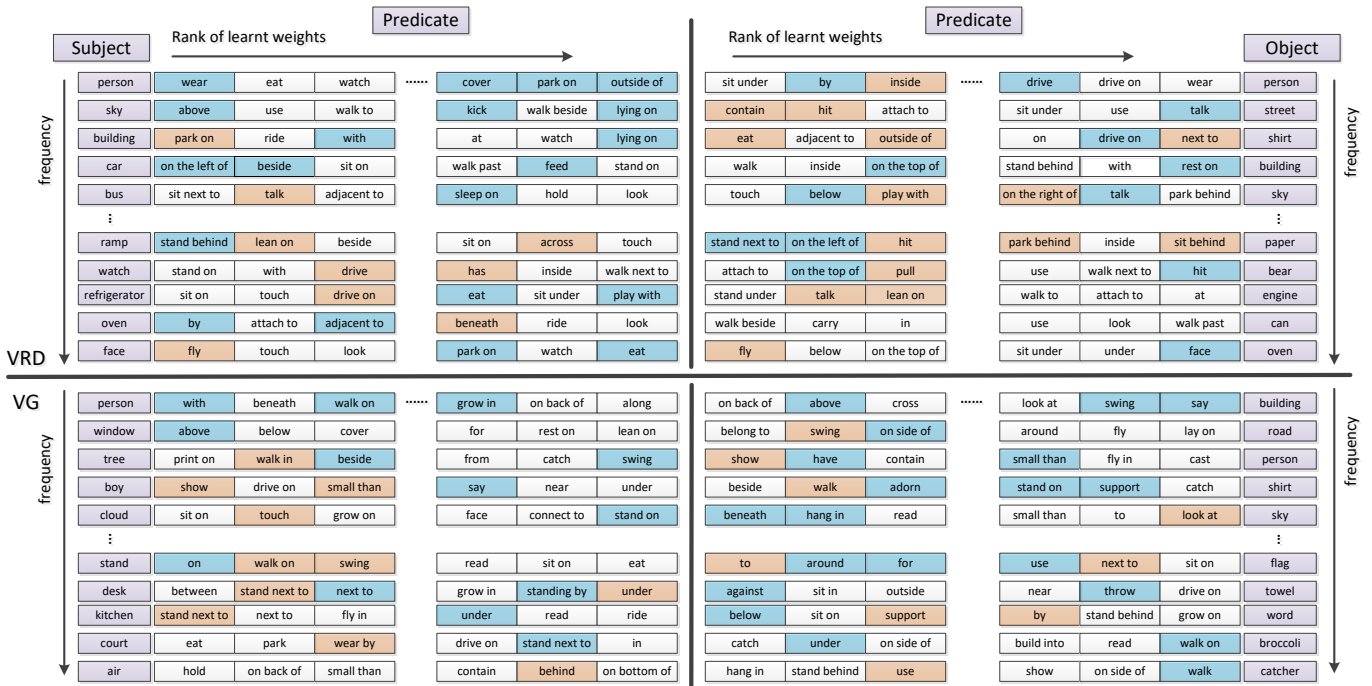 Predicate Predicate
Subject Rank of learnt weights Rank of learnt weights Object
person wear eat watch ...... cover park on outside of sit under by inside ...... drive drive on wear person
sky above use walk to kick walk beside lying on contain hit attach to sit under use talk street
building park on ride with at watch lying on eat adjacent to outside of on drive on next to shirt
car on the left of beside sit on walk past feed stand on walk inside on the top of stand behind with rest on building
bus sit next to talk adjacent to sleep on hold look touch below play with on the right of talk park behind sky
frequency frequency
... ...
ramp stand behind lean on beside sit on across touch stand next to on the left of hit park behind inside sit behind paper
watch stand on with drive has inside walk next to attach to on the top of pull use walk next to hit bear
refrigerator sit on touch drive on eat sit under play with stand under talk lean on walk to attach to at engine
oven by attach to adjacent to beneath ride look walk beside carry in use look walk past can
face fly touch look park on watch eat fly below on the top of sit under under face oven
VRD
VG
person with beneath walk on ...... grow in on back of along on back of above cross ...... look at swing say building
window above below cover for rest on lean on belong to swing on side of around fly lay on road
tree print on walk in beside from catch swing show have contain small than fly in cast person
boy show drive on small than say near under beside walk adorn stand on support catch shirt
cloud sit on touch grow on face connect to stand on beneath hang in read small than to look at sky
frequency frequency
... ...
stand on walk on swing read sit on eat to around for use next to sit on flag
desk between stand next to next to grow in standing by under against sit in outside near throw drive on towel
kitchen stand next to next to fly in under read ride below sit on support by stand behind grow on word
court eat park wear by drive on stand next to in catch under on side of build into read walk on broccoli
air hold on back of small than contain behind on bottom of hang in stand behind use show on side of walk catcher